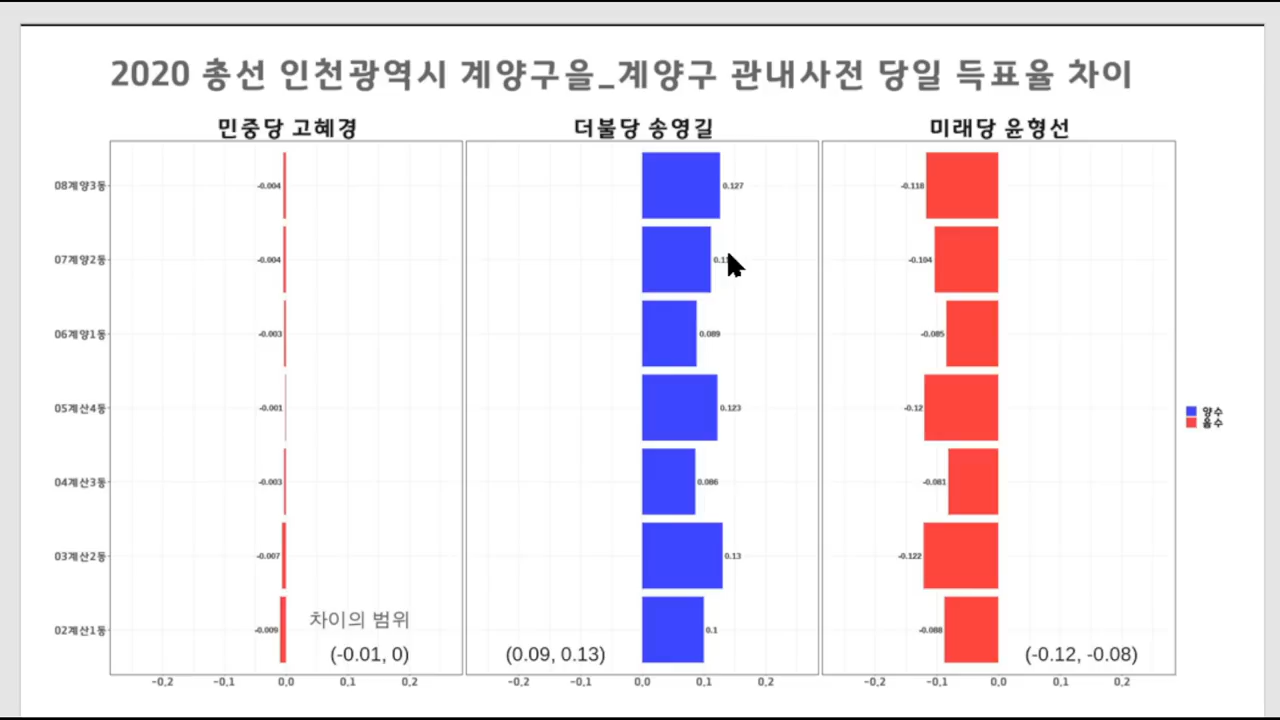 2020 총선 인천광역시 계양구을_계양구 관내사전 당일 득표율 차이
민중당 고혜경
더불당 송영길
미래당 윤형선
08계양3동
-0.004
0.127
-0.118
07계양2동
-0.004
-0.104
06계양1동
-0.003
0.089
-0.085
05계산4동
-0.001
0.123
-0.12
양수
음수
04계산3동
-0.003
0.086
-0.081
03계산2동
-0.007
0.13
-0.122
02계산1동
-0.009
0.1
-0.088
차이의 범위
(-0.01, 0)
(0.09, 0.13)
(-0.12, -0.08)
-0.2 -0.1 0.0 0.1 0.2
-0.2 -0.1 0.0 0.1 0.2
-0.2 -0.1 0.0 0.1 0.2